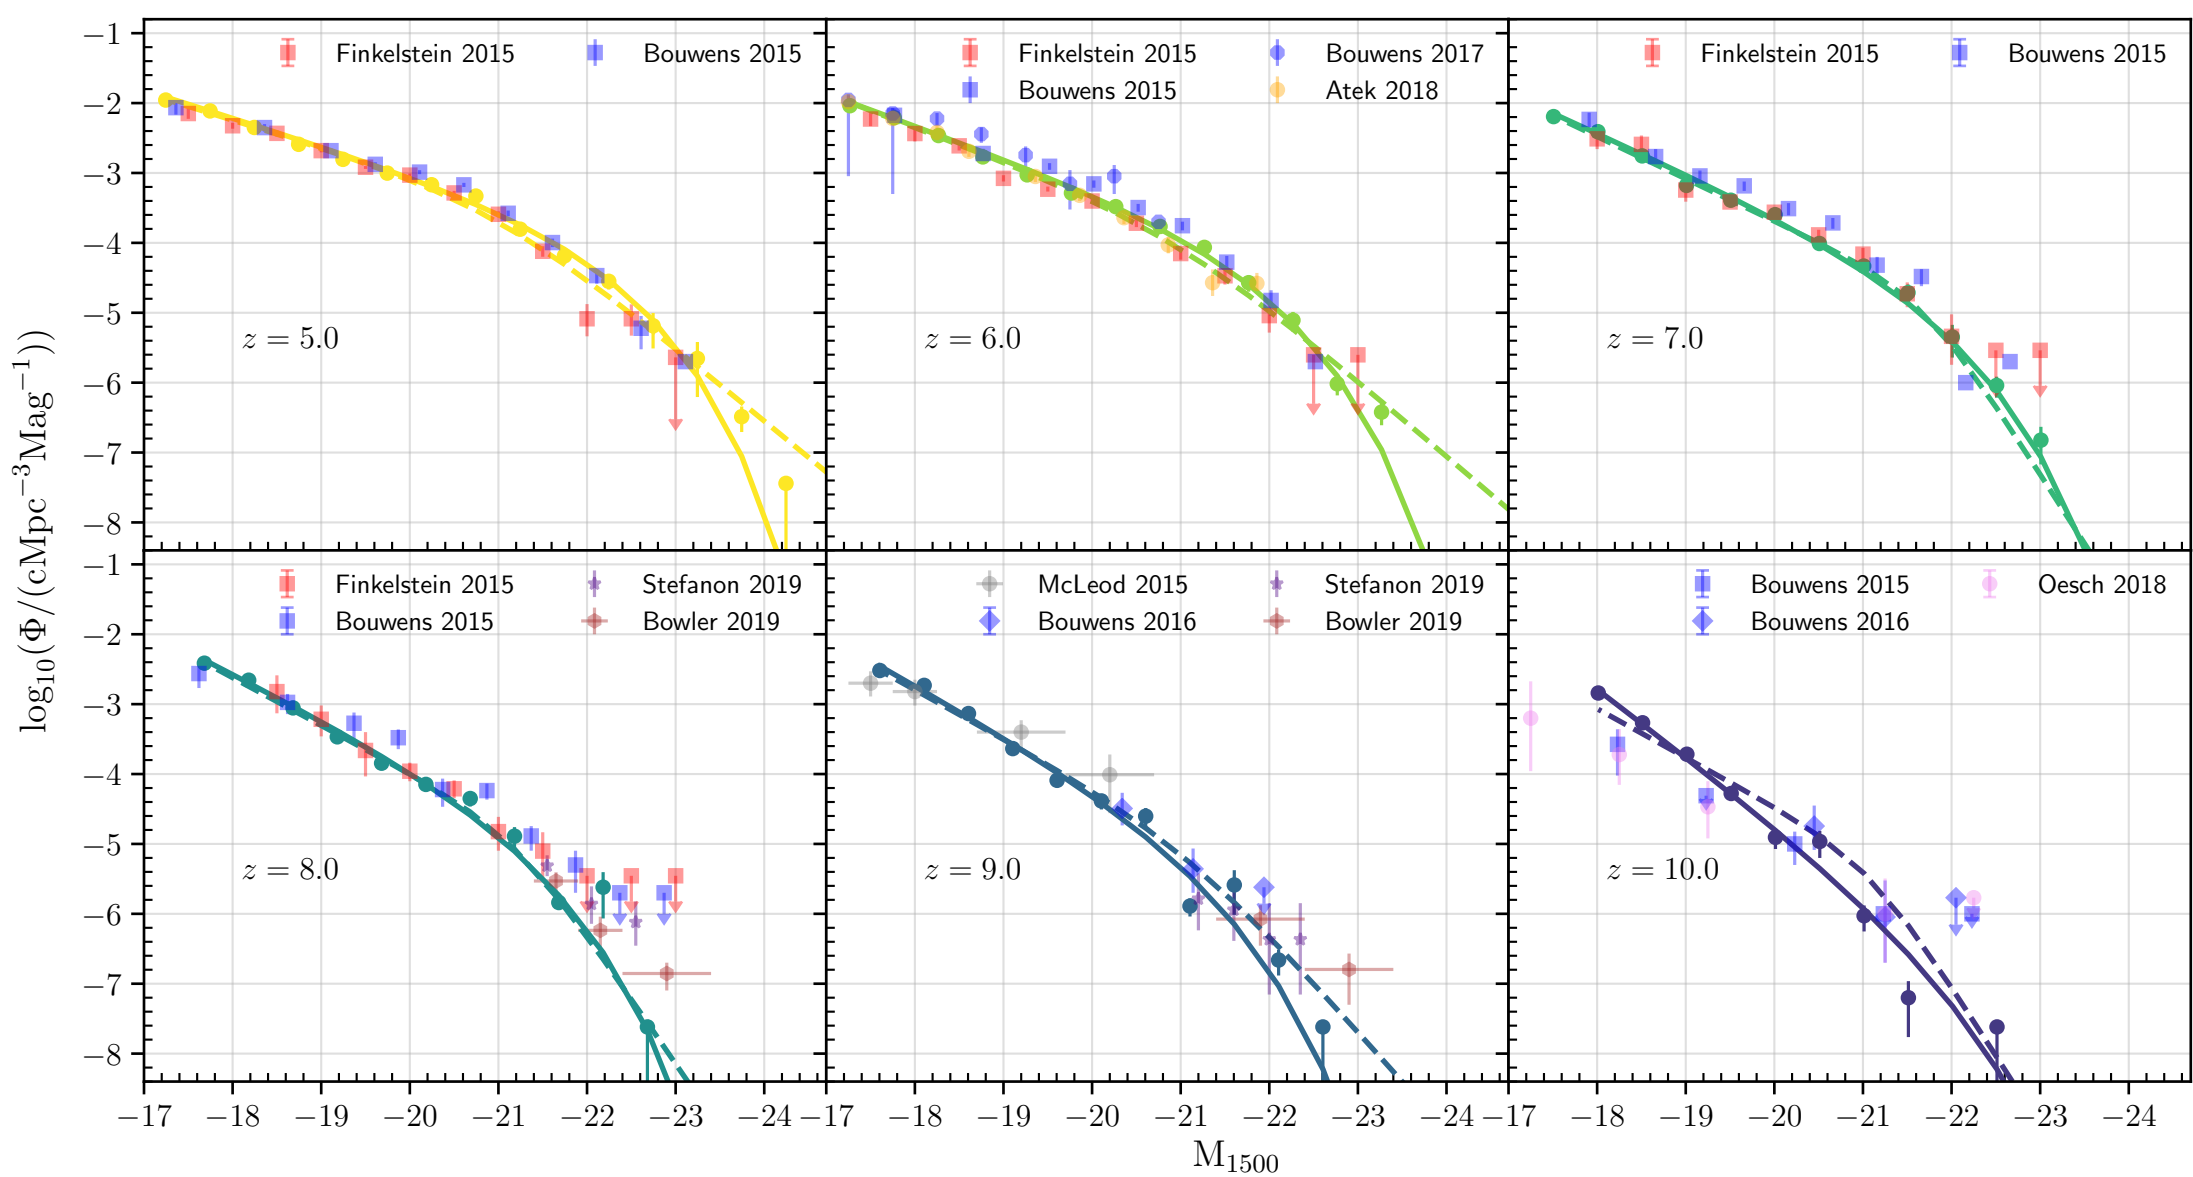 log₁₀(Φ/(cMpc⁻³Mag⁻¹))
−1
−2
−3
−4
−5
−6
−7
−8
Finkelstein 2015 Bouwens 2015
z = 5.0
Finkelstein 2015 Bouwens 2017
Bouwens 2015 Atek 2018
z = 6.0
Finkelstein 2015 Bouwens 2015
z = 7.0
−1
−2
−3
−4
−5
−6
−7
−8
Finkelstein 2015 Stefanon 2019
Bouwens 2015 Bowler 2019
z = 8.0
McLeod 2015 Stefanon 2019
Bouwens 2016 Bowler 2019
z = 9.0
Bouwens 2015 Oesch 2018
Bouwens 2016
z = 10.0
−17 −18 −19 −20 −21 −22 −23 −24 −17 −18 −19 −20 −21 −22 −23 −24 −17 −18 −19 −20 −21 −22 −23 −24
M₁₅₀₀